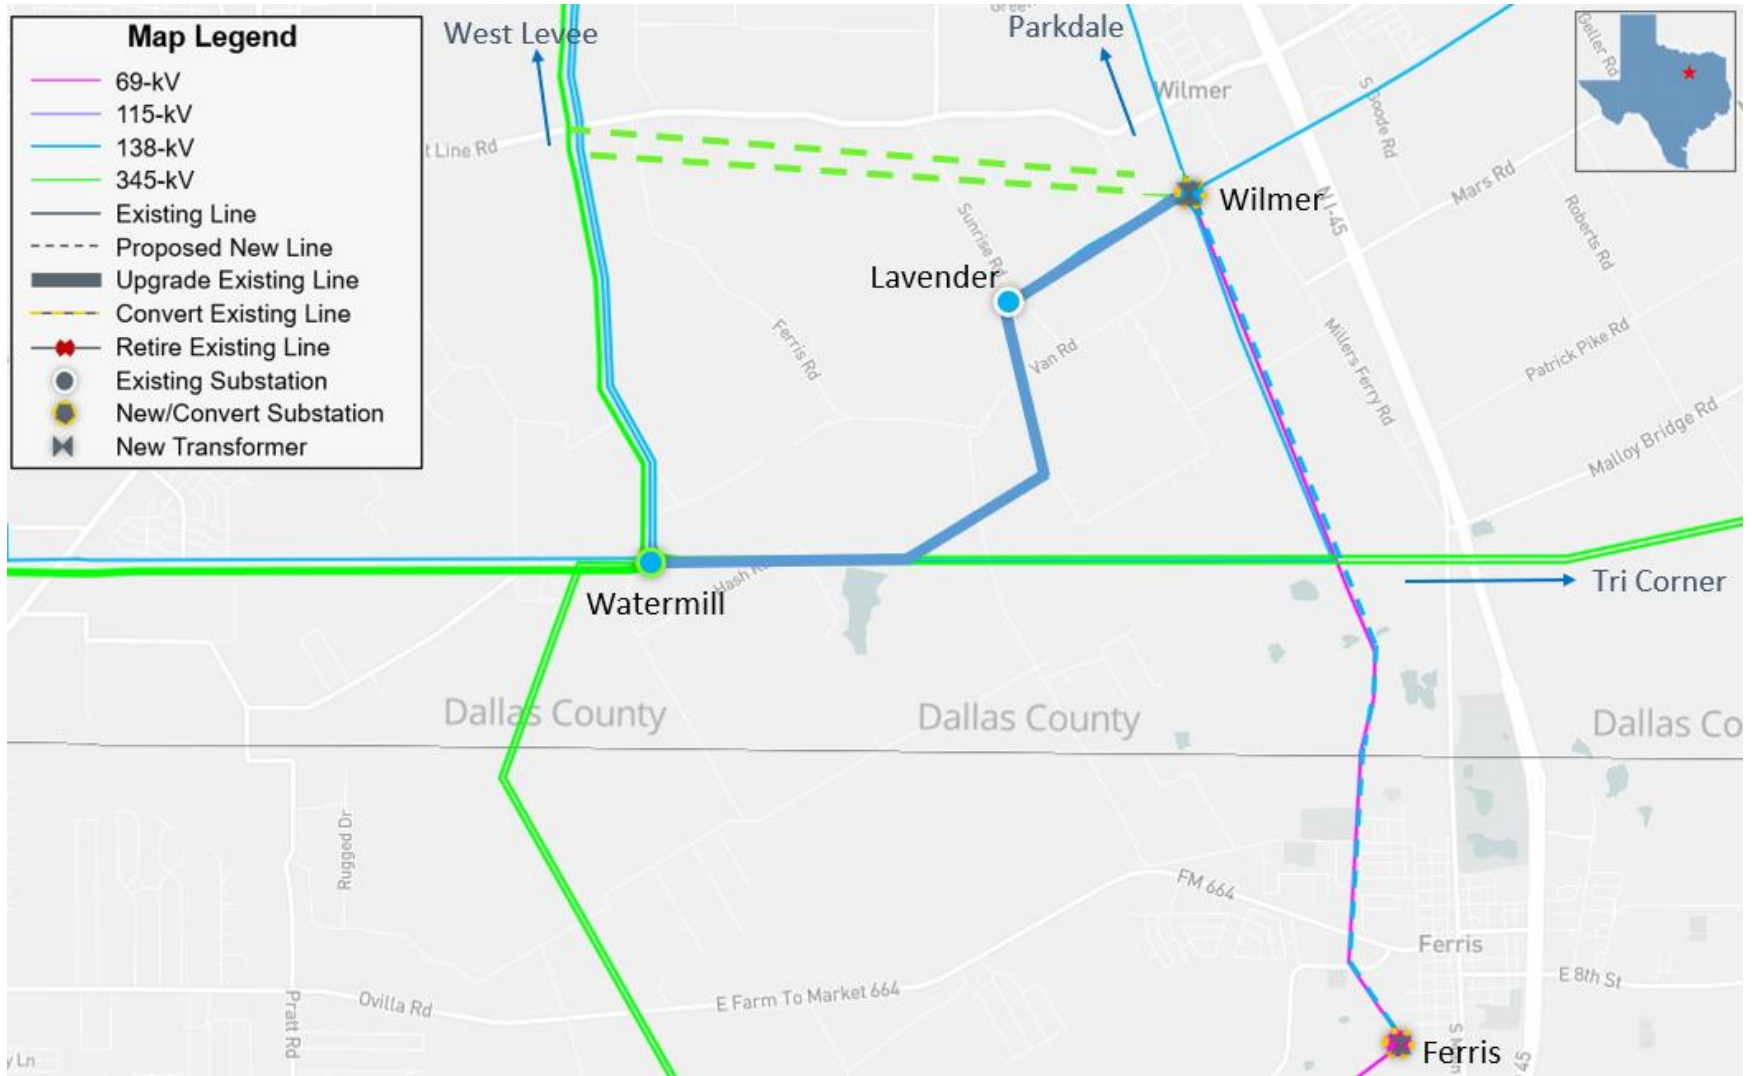 Map Legend
69-kV
115-kV
138-kV
345-kV
Existing Line
Proposed New Line
Upgrade Existing Line
Convert Existing Line
Retire Existing Line
Existing Substation
New/Convert Substation
New Transformer
West Levee
Parkdale
Geller Rd
Wilmer
S Goode Rd
t Line Rd
Mars Rd
Wilmer
N I-45
Sunrise Rd
Roberts Rd
Lavender
Ferris Rd
Van Rd
Millers Ferry Rd
Patrick Pike Rd
Malloy Bridge Rd
Hash
Tri Corner
Watermill
Dallas County
Dallas County
Dallas Co
Rugged Dr
FM 664
Ferris
E 8th St
Ovilla Rd
E Farm To Market 664
Pratt Rd
y Ln
Ferris
45